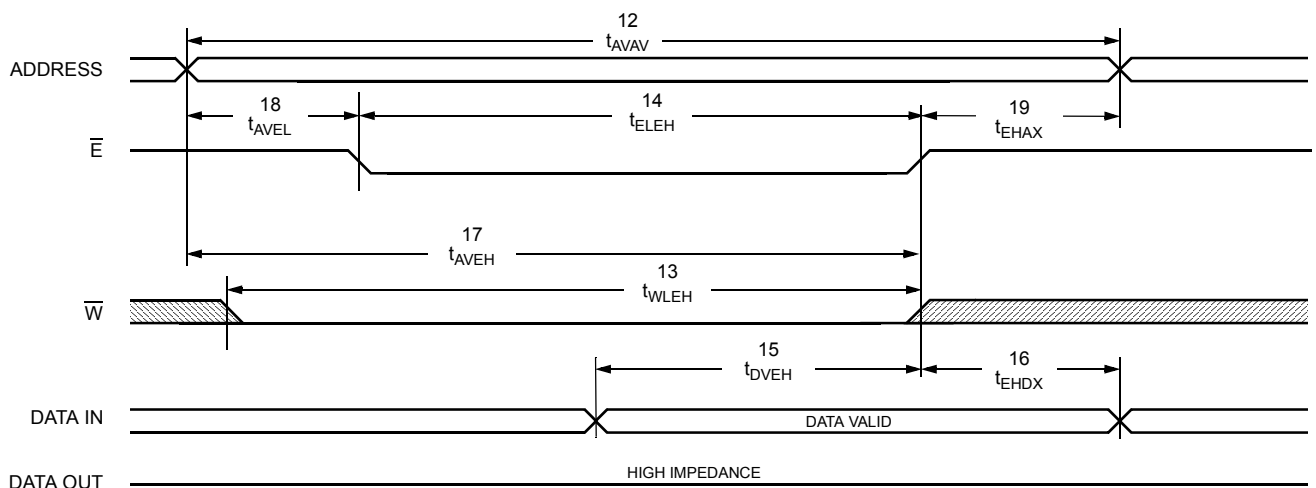 12
tAVAV
ADDRESS
18
tAVEL
14
tELEH
19
tEHAX
E
17
tAVEH
13
tWLEH
W
15
tDVEH
16
tEHDX
DATA IN
DATA VALID
HIGH IMPEDANCE
DATA OUT